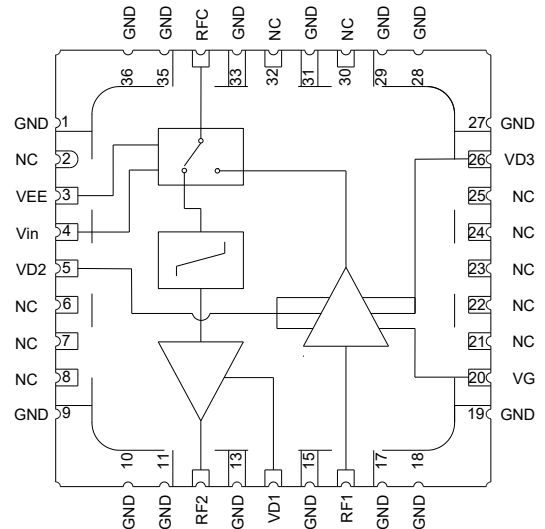 GND
GND
RFC
GND
NC
GND
NC
GND
GND
36
35
33
32
31
30
29
28
GND 1
27 GND
NC 2
26 VD3
VEE 3
25 NC
Vin 4
24 NC
VD2 5
23 NC
NC 6
22 NC
NC 7
21 NC
NC 8
20 VG
GND 9
19 GND
10
11
13
15
17
18
GND
GND
RF2
GND
VD1
GND
RF1
GND
GND